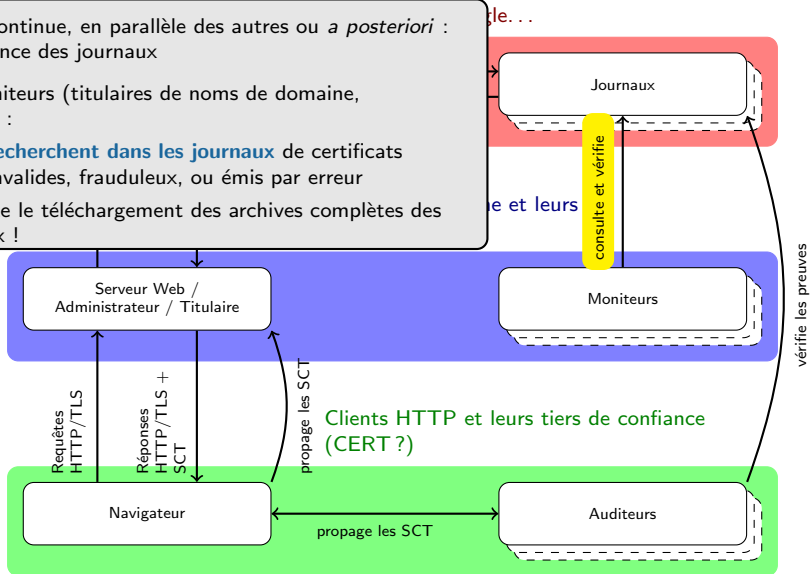 ontinue, en parallèle des autres ou a posteriori :
gle...
nce des journaux
niteurs (titulaires de noms de domaine,
:
echerchent dans les journaux de certificats
nvalides, frauduleux, ou émis par erreur
e le téléchargement des archives complètes des
x !
Journaux
consulte et vérifie
ne et leurs
Serveur Web /
Administrateur / Titulaire
Moniteurs
vérifie les preuves
Requêtes
HTTP/TLS
Réponses
HTTP/TLS +
SCT
propage les SCT
Clients HTTP et leurs tiers de confiance
(CERT ?)
Navigateur
propage les SCT
Auditeurs